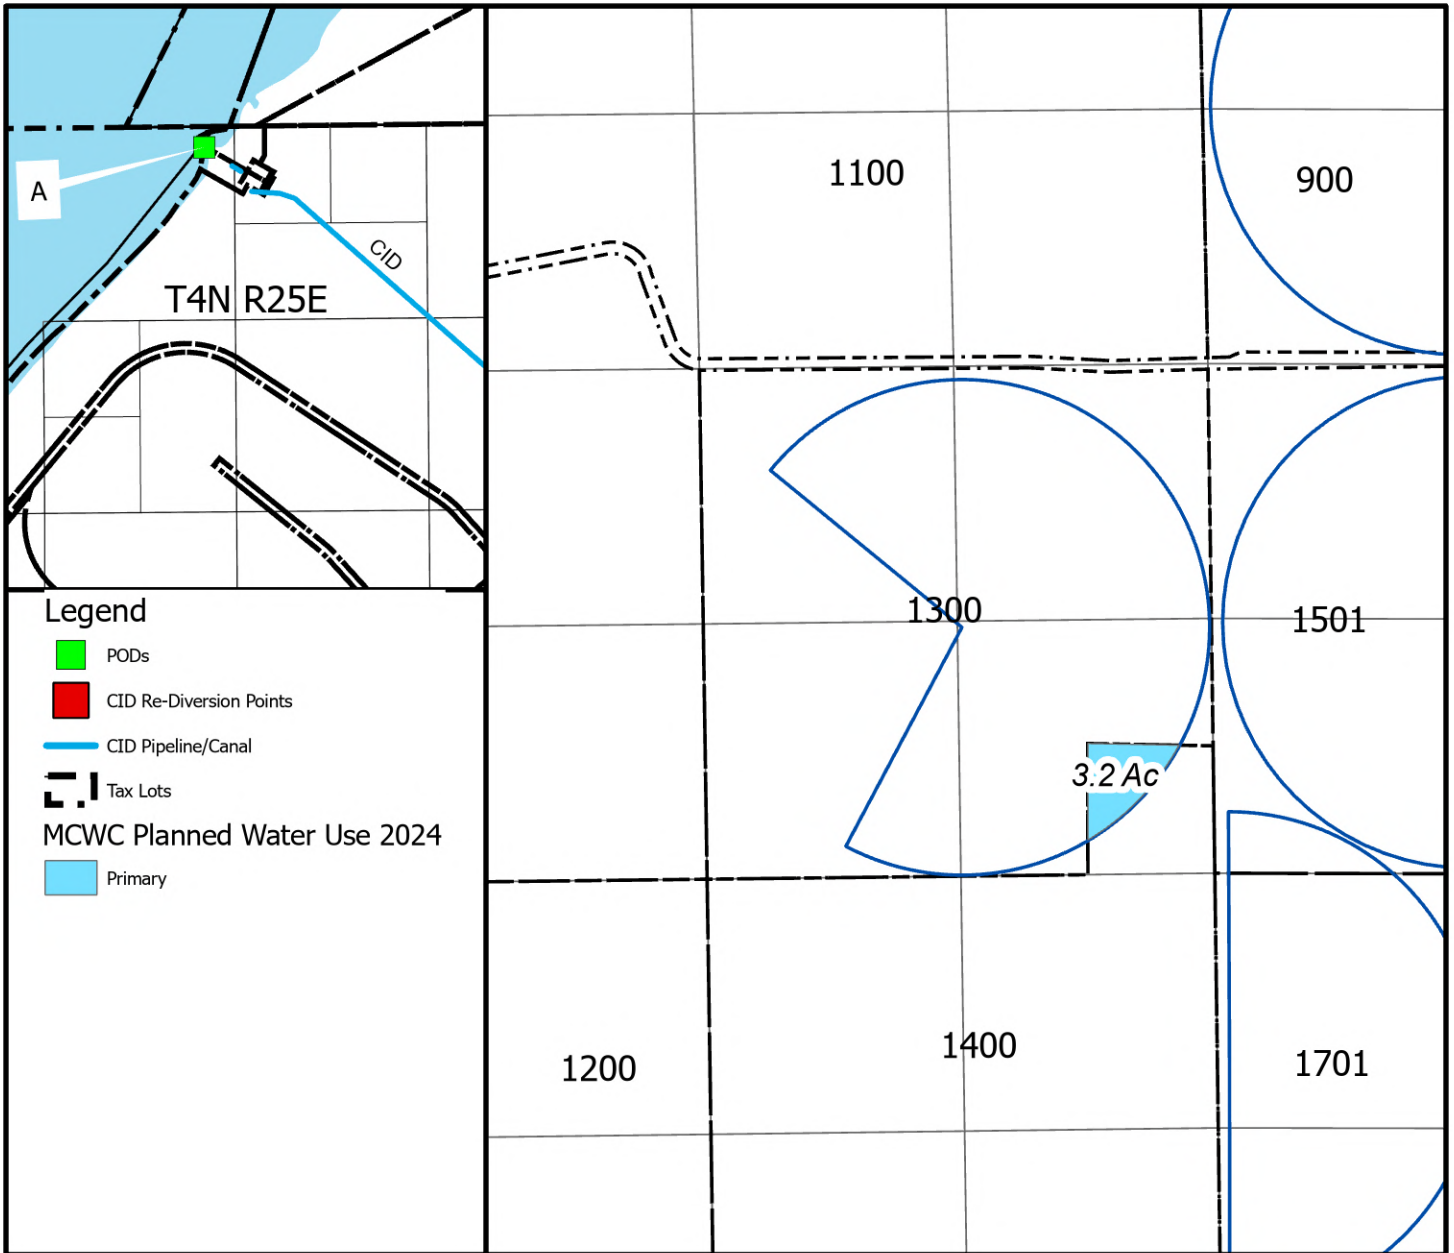 A
CID
T4N R25E
Legend
PODs
CID Re-Diversion Points
CID Pipeline/Canal
Tax Lots
MCWC Planned Water Use 2024
Primary
1100
900
1300
1501
3.2 Ac
1200
1400
1701